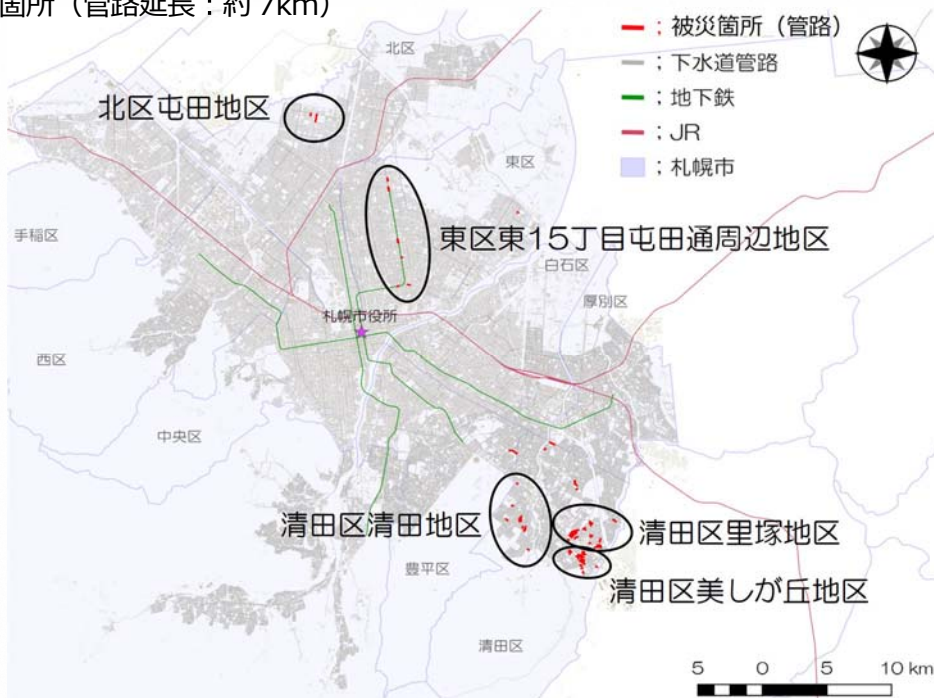 箇所（管路延長：約7km）
；被災箇所（管路）
；下水道管路
；地下鉄
；JR
；札幌市
北区
北区屯田地区
東区
手稲区
東区東15丁目屯田通周辺地区
白石区
厚別区
札幌市役所
西区
中央区
清田区清田地区
清田区里塚地区
豊平区
清田区美しが丘地区
清田区
5 0 5 10 km